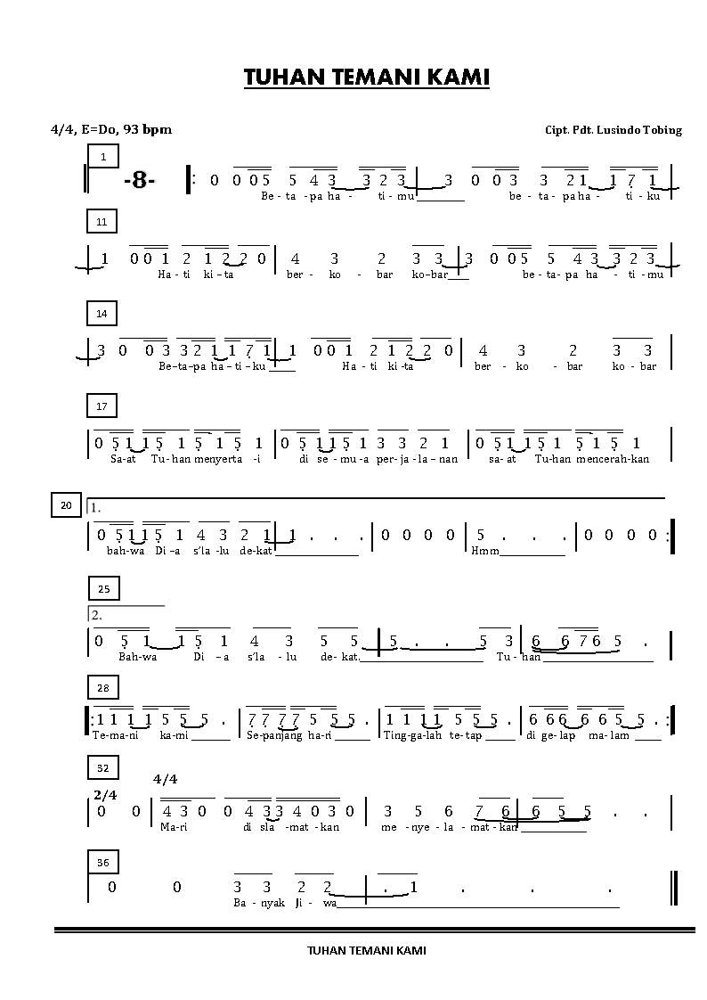 TUHAN TEMANI KAMI
4/4, E=Do, 93 bpm
Cipt. Pdt. Lusindo Tobing
1
-8- : 0 0 0 5 5 4 3 3 2 3 3 0 0 3 3 2 1 1 7̣ 1
Be - ta - pa ha - ti - mu______ be - ta - pa ha - ti - ku
11
1 0 0 1 2 1 2 2 0 4 3 2 3 3 3 0 0 5 5 4 3 3 2 3
Ha - ti ki - ta ber - ko - bar ko-bar____ be - ta- pa ha - ti - mu
14
3 0 0 3 3 2 1 1 7̣ 1 1 0 0 1 2 1 2 2 0 4 3 2 3 3
Be-ta-pa ha-ti-ku ____ Ha - ti ki -ta ber - ko - bar ko - bar
17
0 5̣ 1 1 5̣ 1 5̣ 1 5̣ 1 0 5̣ 1 1 5̣ 1 3 3 2 1 0 5̣ 1 1 5̣ 1 5̣ 1 5̣ 1
Sa-at Tu-han menyerta -i di se - mu -a per- ja - la - nan sa- at Tu-han mencerah-kan
20
1.
0 5̣ 1 1 5̣ 1 4 3 2 1 1 . . . 0 0 0 0 5 . . . 0 0 0 0 :
bah-wa Di -a s'la -lu de-kat____________ Hmm__________
25
2.
0 5̣ 1 1 5̣ 1 4 3 5 5 5 . . 5 3 6 6 7 6 5 .
Bah-wa Di - a s'la - lu de- kat.__________________ Tu - han________________
28
: 1 1 1 1 5 5 5 . 7̣ 7̣ 7̣ 7̣ 5 5 5 . 1 1 1 1 5 5 5 . 6 6 6 6 6 5 5 . :
Te-ma-ni ka-mi ______ Se-panjang ha-ri _____ Ting-ga-lah te-tap _____ di ge- lap ma- lam ____
32
4/4
2/4
0 0 4 3 0 0 4 3 3 4 0 3 0 3 5 6 7 6 6 5 5 . .
Ma-ri di sla -mat -kan me -nye - la - mat -kan __________
36
0 0 3 3 2 2 . 1 . . .
Ba - nyak Ji - wa__________________________________________
TUHAN TEMANI KAMI